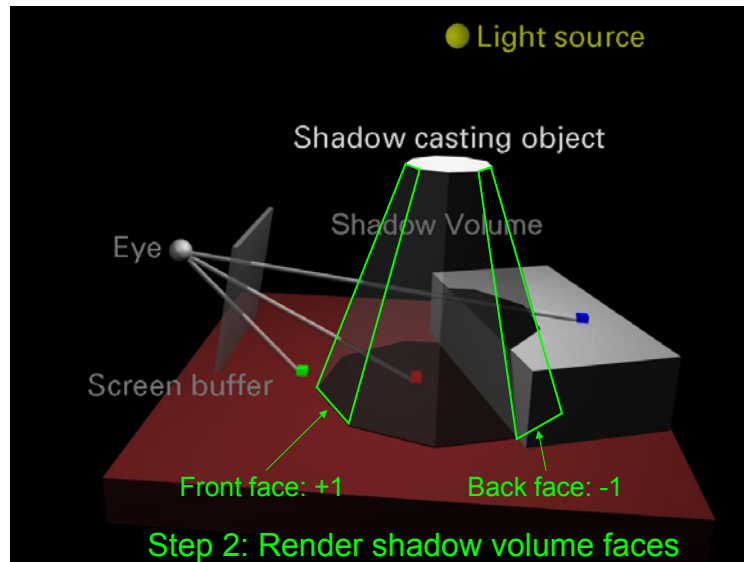 Light source
Shadow casting object
Shadow Volume
Eye
Screen buffer
Front face: +1
Back face: -1
Step 2: Render shadow volume faces